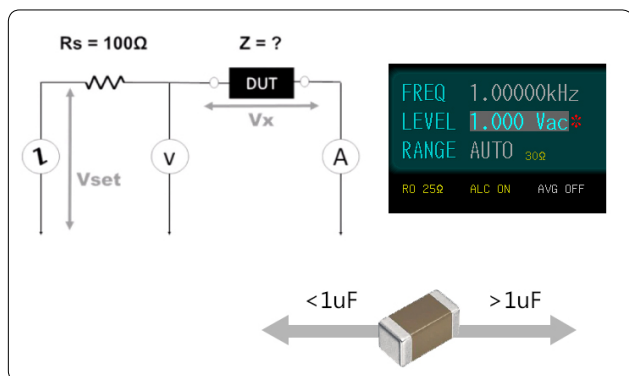 Rs = 100Ω
Z = ?
DUT
Vx
Vset
v
A
FREQ 1.00000kHz
LEVEL 1.000 Vac*
RANGE AUTO 30Ω
RO 25Ω ALC ON AVG OFF
<1uF
>1uF